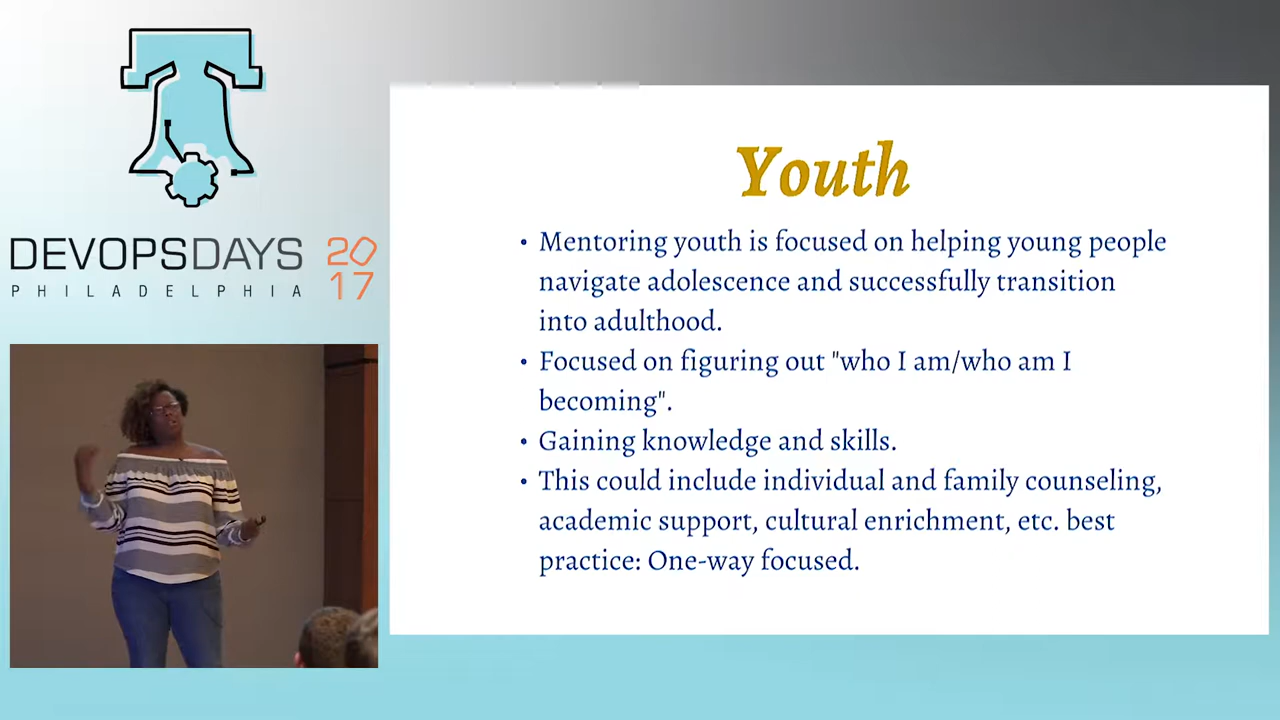 DEVOPSDAYS 20
PHILADELPHIA 17
Youth
• Mentoring youth is focused on helping young people
navigate adolescence and successfully transition
into adulthood.
• Focused on figuring out "who I am/who am I
becoming".
• Gaining knowledge and skills.
• This could include individual and family counseling,
academic support, cultural enrichment, etc. best
practice: One-way focused.